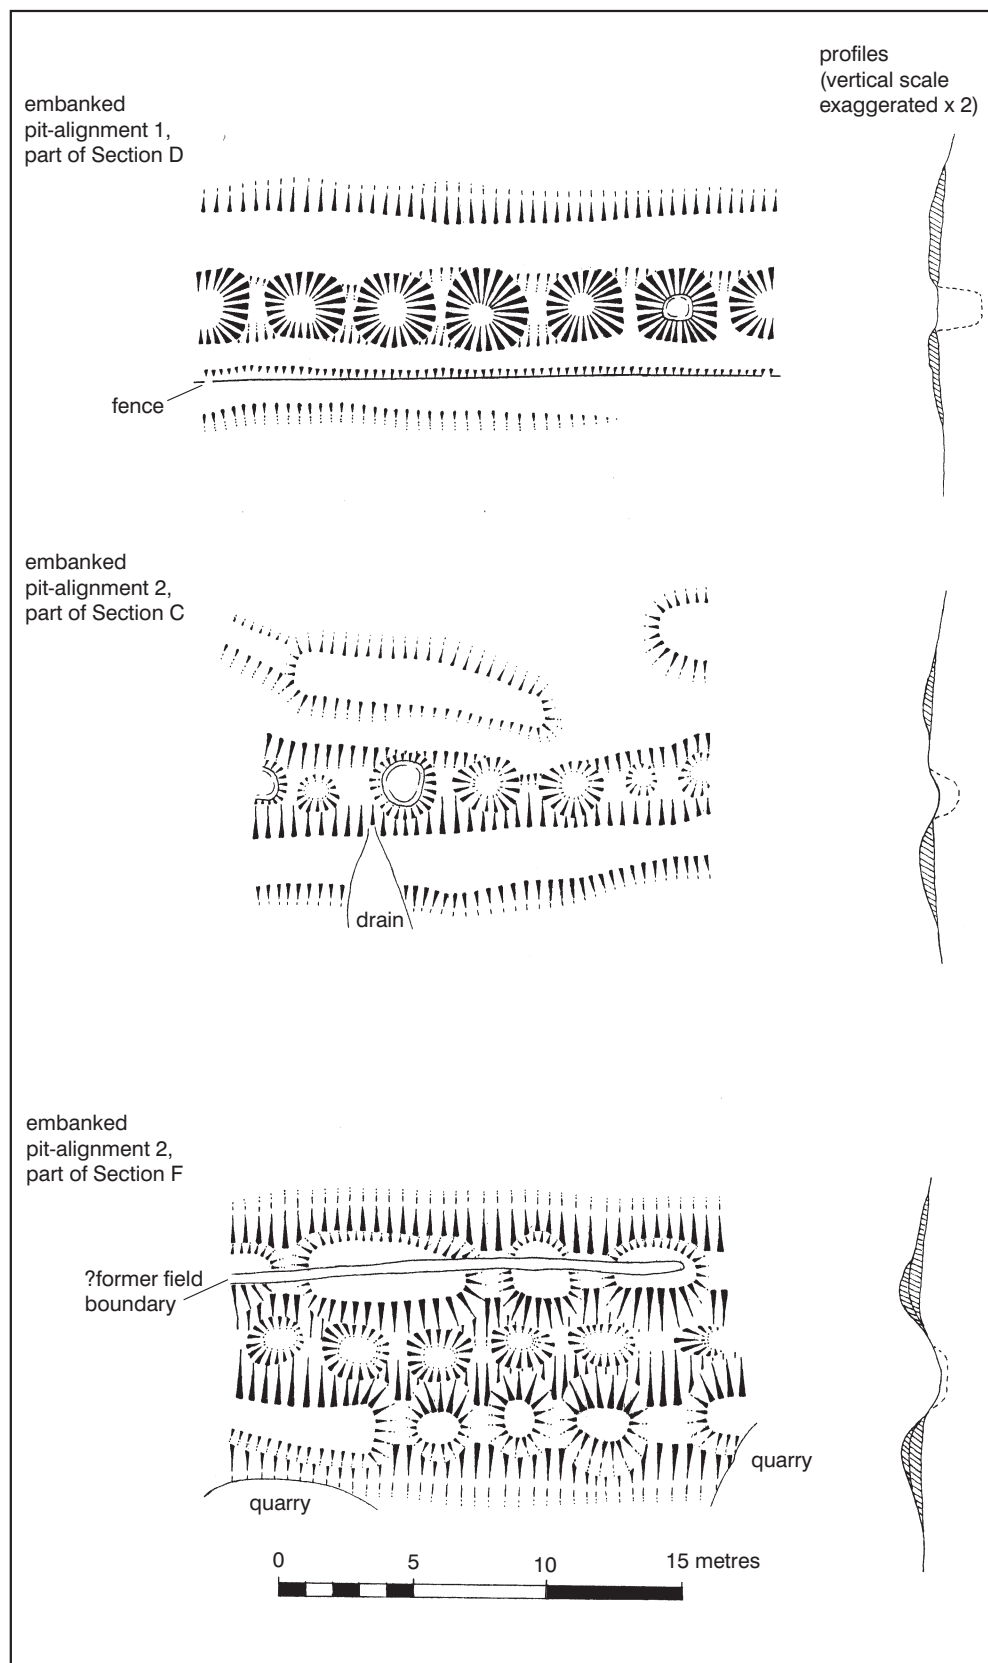 profiles
(vertical scale
exaggerated x 2)
embanked
pit-alignment 1,
part of Section D
fence
embanked
pit-alignment 2,
part of Section C
drain
embanked
pit-alignment 2,
part of Section F
?former field
boundary
quarry
quarry
0 5 10 15 metres